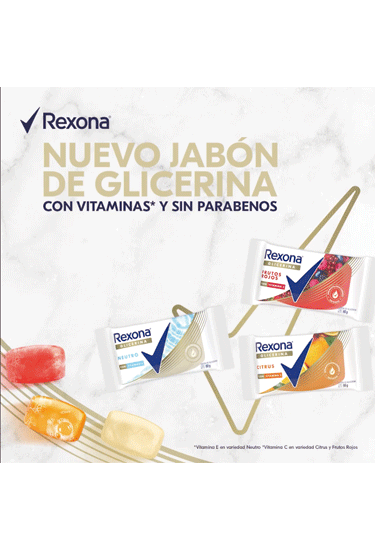 Rexona
NUEVO JABÓN
DE GLICERINA
CON VITAMINAS* Y SIN PARABENOS
Rexona
GLICERINA
FRUTOS
ROJOS
Rexona
GLICERINA
NEUTRO
Rexona
GLICERINA
CITRUS
*Vitamina E en variedad Neutro *Vitamina C en variedad Citrus y Frutos Rojos